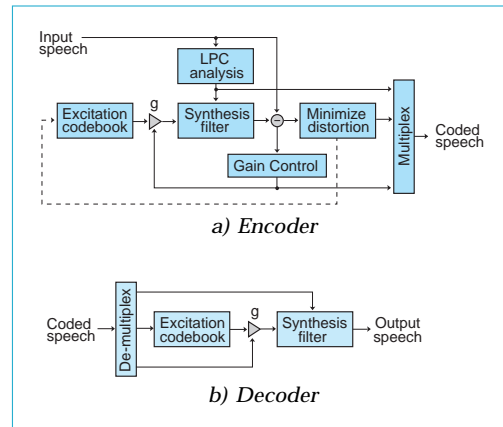 Input
speech
LPC
analysis
g
Excitation
codebook
Synthesis
filter
−
Minimize
distortion
Multiplex
Coded
speech
Gain Control
a) Encoder
Coded
speech
De-multiplex
Excitation
codebook
g
Synthesis
filter
Output
speech
b) Decoder